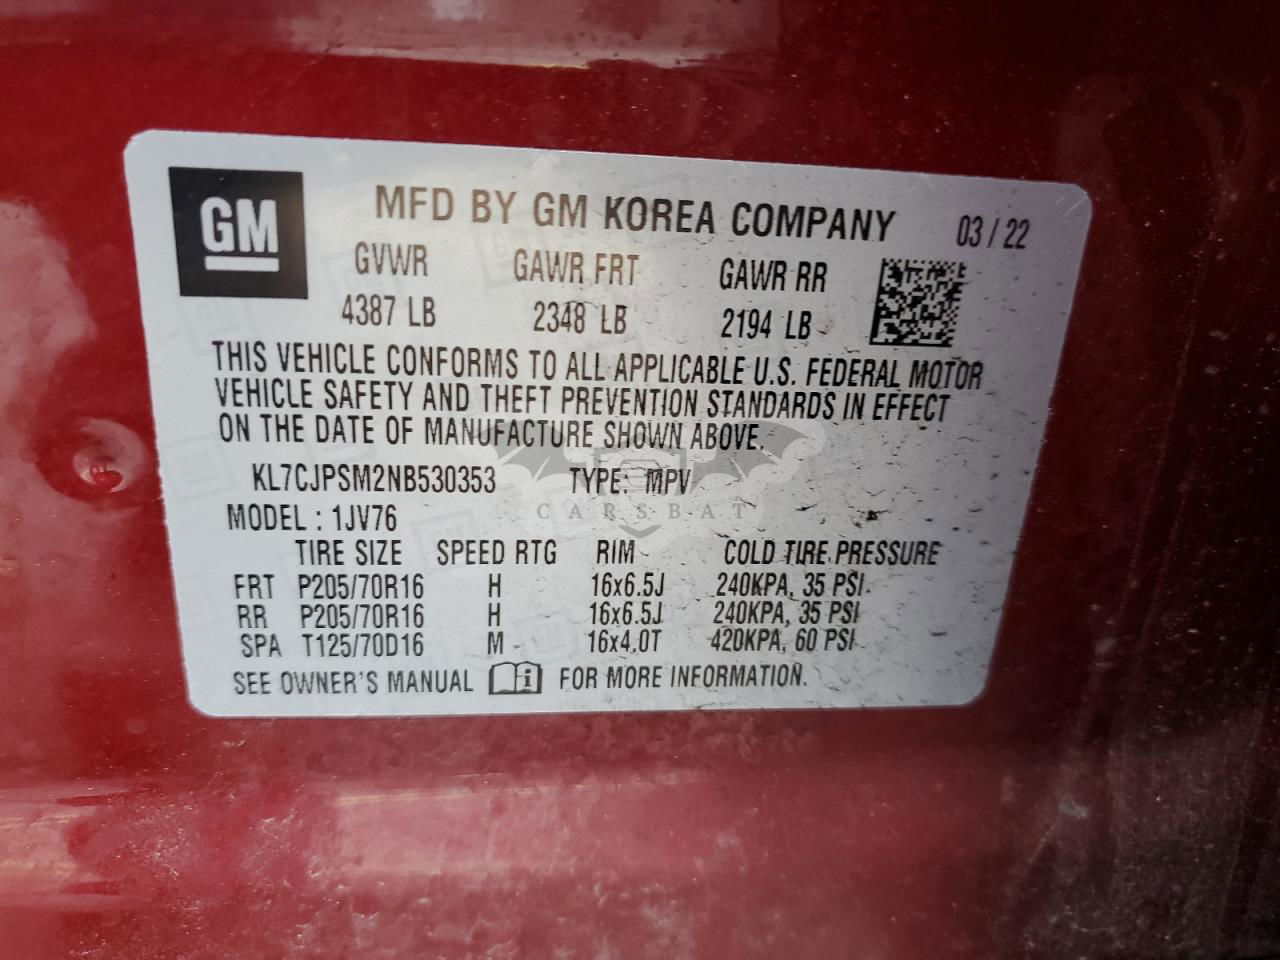 GM
MFD BY GM KOREA COMPANY 03 / 22
GVWR GAWR FRT GAWR RR
4387 LB 2348 LB 2194 LB
THIS VEHICLE CONFORMS TO ALL APPLICABLE U.S. FEDERAL MOTOR
VEHICLE SAFETY AND THEFT PREVENTION STANDARDS IN EFFECT
ON THE DATE OF MANUFACTURE SHOWN ABOVE.
KL7CJPSM2NB530353 TYPE: MPV
CARSBAT
MODEL : 1JV76
TIRE SIZE SPEED RTG RIM COLD TIRE PRESSURE
FRT P205/70R16 H 16x6.5J 240KPA, 35 PSI
RR P205/70R16 H 16x6.5J 240KPA, 35 PSI
SPA T125/70D16 M 16x4.0T 420KPA, 60 PSI
SEE OWNER'S MANUAL i FOR MORE INFORMATION.